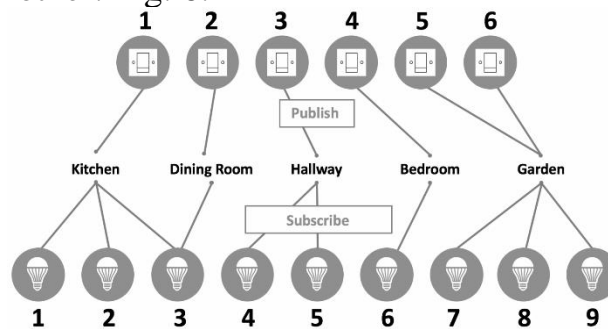 1 2 3 4 5 6
Publish
Kitchen Dining Room Hallway Bedroom Garden
Subscribe
1 2 3 4 5 6 7 8 9